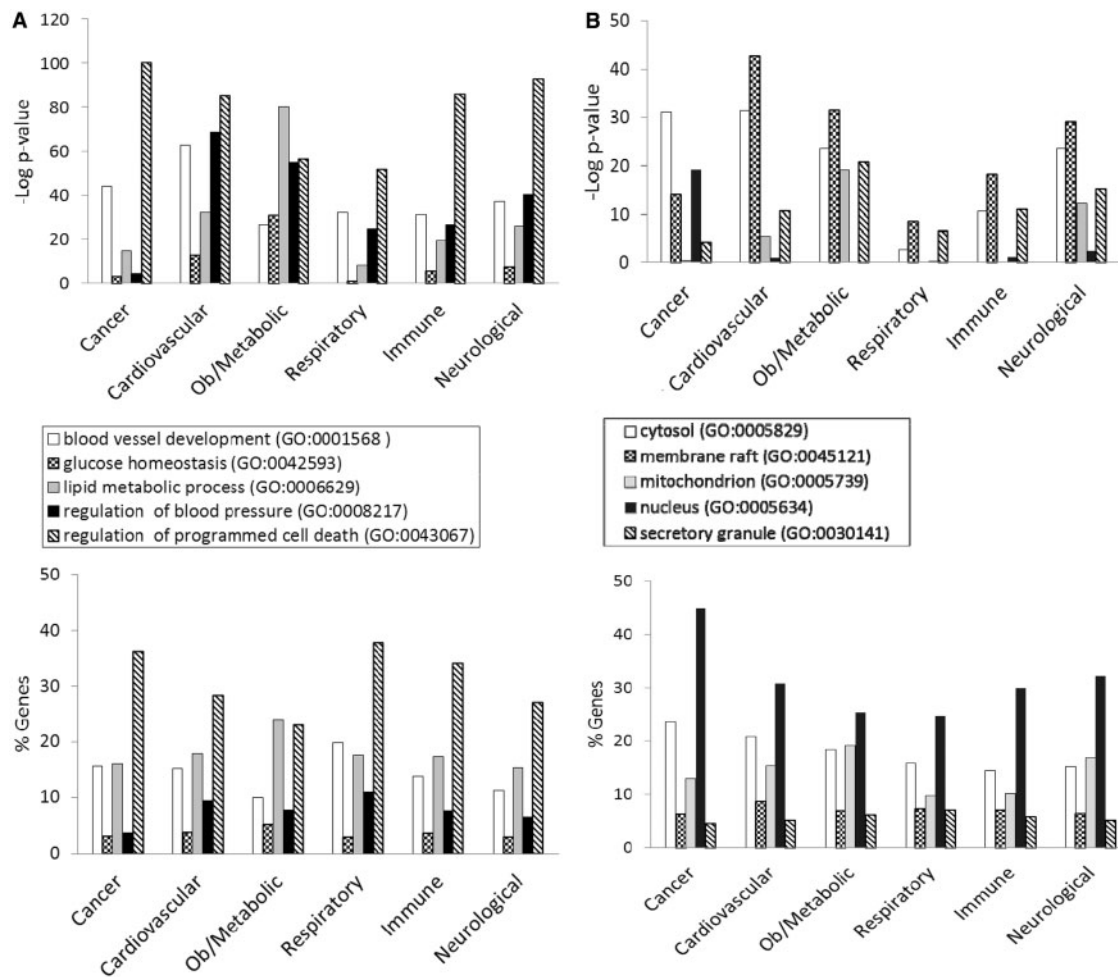 A
120
100
80
60
40
20
0
-Log p-value
Cancer
Cardiovascular
Ob/Metabolic
Respiratory
Immune
Neurological
B
50
40
30
20
10
0
-Log p-value
Cancer
Cardiovascular
Ob/Metabolic
Respiratory
Immune
Neurological
blood vessel development (GO:0001568 )
glucose homeostasis (GO:0042593)
lipid metabolic process (GO:0006629)
regulation of blood pressure (GO:0008217)
regulation of programmed cell death (GO:0043067)
cytosol (GO:0005829)
membrane raft (GO:0045121)
mitochondrion (GO:0005739)
nucleus (GO:0005634)
secretory granule (GO:0030141)
50
40
30
20
10
0
% Genes
Cancer
Cardiovascular
Ob/Metabolic
Respiratory
Immune
Neurological
50
40
30
20
10
0
% Genes
Cancer
Cardiovascular
Ob/Metabolic
Respiratory
Immune
Neurological